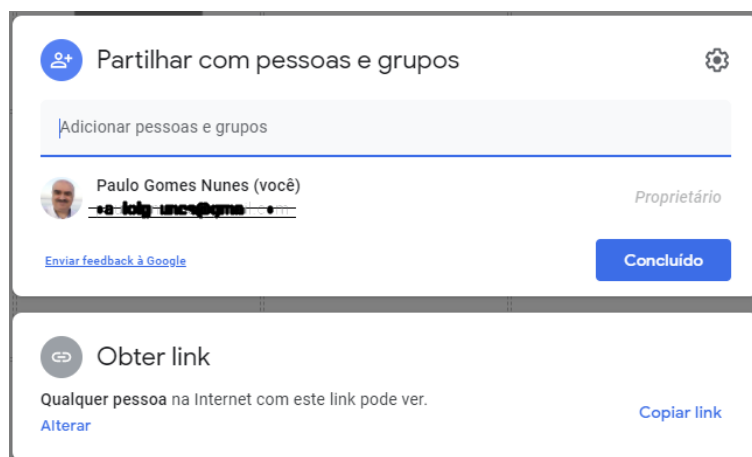 Partilhar com pessoas e grupos
Adicionar pessoas e grupos
Paulo Gomes Nunes (você)
Proprietário
Enviar feedback à Google
Concluído
Obter link
Qualquer pessoa na Internet com este link pode ver.
Copiar link
Alterar